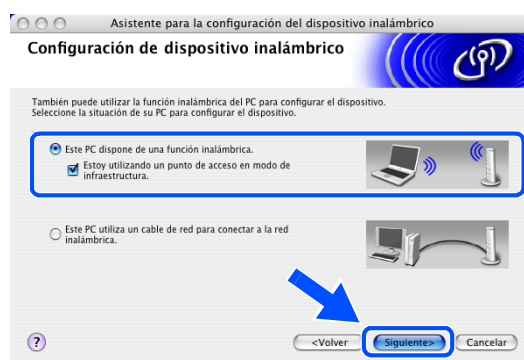 Asistente para la configuración del dispositivo inalámbrico
Configuración de dispositivo inalámbrico
También puede utilizar la función inalámbrica del PC para configurar el dispositivo.
Seleccione la situación de su PC para configurar el dispositivo.
Este PC dispone de una función inalámbrica.
Estoy utilizando un punto de acceso en modo de
infraestructura.
Este PC utiliza un cable de red para conectar a la red
inalámbrica.
? <Volver Siguiente> Cancelar